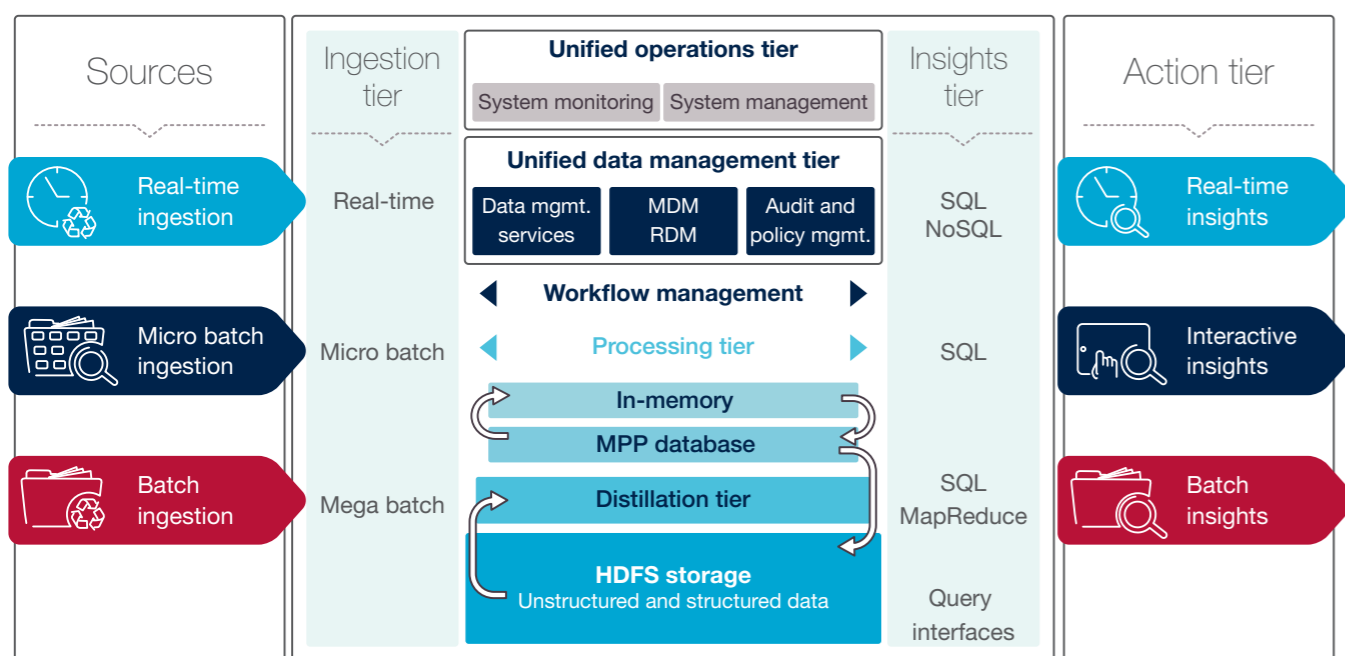 Sources
Real-time
ingestion
Micro batch
ingestion
Batch
ingestion
Ingestion
tier
Real-time
Micro batch
Mega batch
Unified operations tier
System monitoring
System management
Unified data management tier
Data mgmt.
services
MDM
RDM
Audit and
policy mgmt.
Workflow management
Processing tier
In-memory
MPP database
Distillation tier
HDFS storage
Unstructured and structured data
Insights
tier
SQL
NoSQL
SQL
SQL
MapReduce
Query
interfaces
Action tier
Real-time
insights
Interactive
insights
Batch
insights